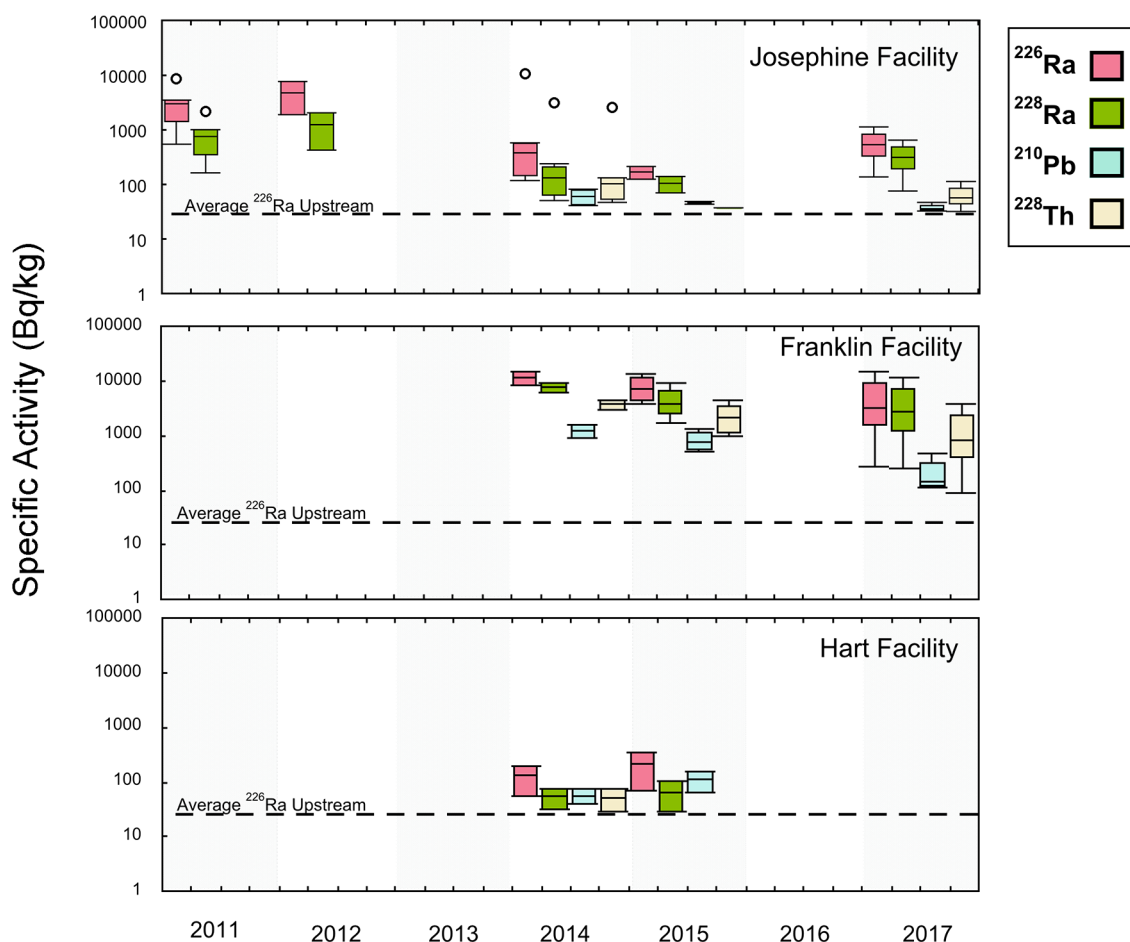 Specific Activity (Bq/kg)
100000
10000
1000
100
10
1
Josephine Facility
Average ²²⁶Ra Upstream
²²⁶Ra
²²⁸Ra
²¹⁰Pb
²²⁸Th
100000
10000
1000
100
10
1
Franklin Facility
Average ²²⁶Ra Upstream
100000
10000
1000
100
10
1
Hart Facility
Average ²²⁶Ra Upstream
2011 2012 2013 2014 2015 2016 2017